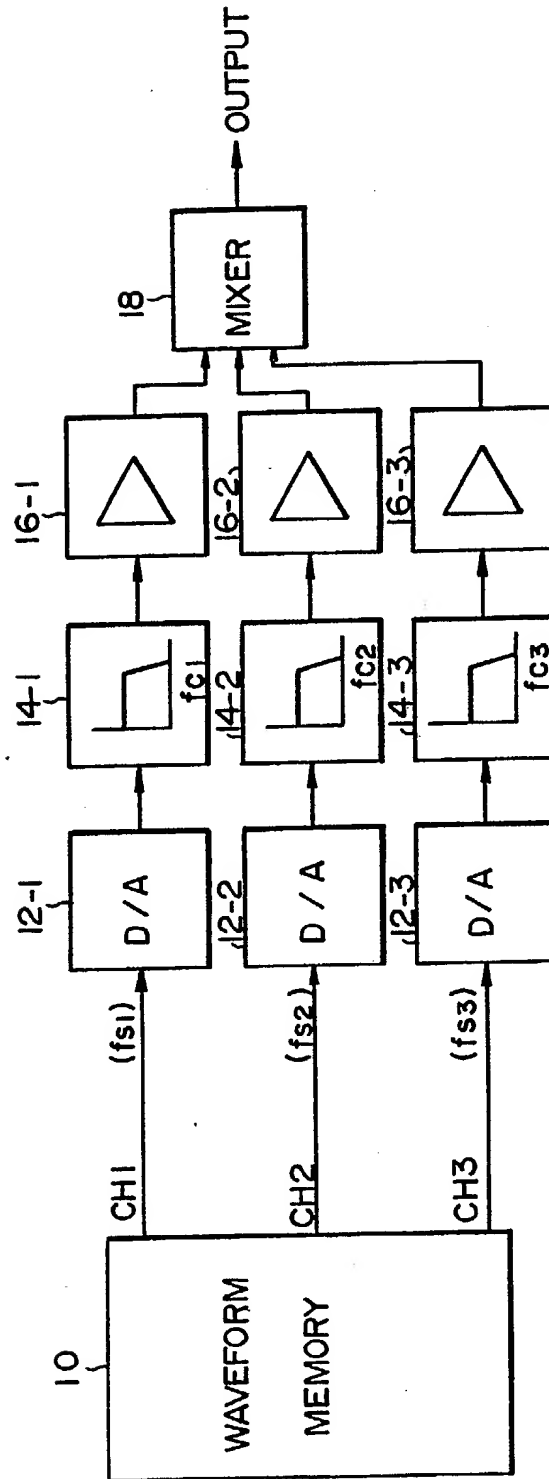 10
WAVEFORM
MEMORY
CH1
(fs1)
12-1
D/A
14-1
fc1
16-1
CH2
(fs2)
12-2
D/A
14-2
fc2
16-2
CH3
(fs3)
12-3
D/A
14-3
fc3
16-3
18
MIXER
OUTPUT